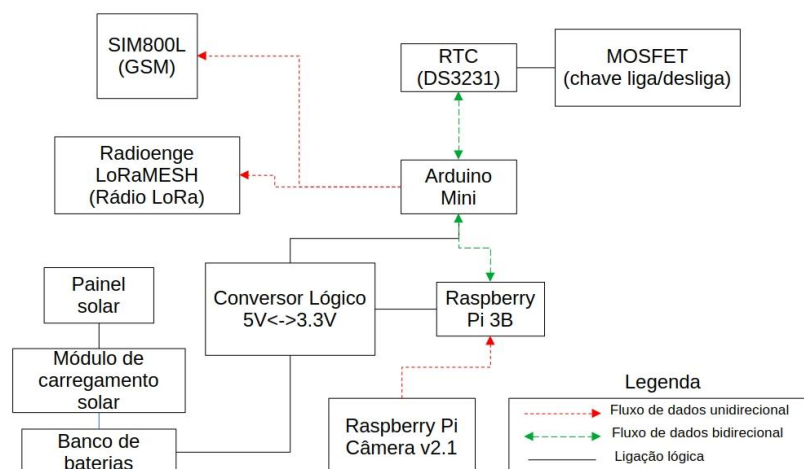 SIM800L
(GSM)
RTC
(DS3231)
MOSFET
(chave liga/desliga)
Radioenge
LoRaMESH
(Rádio LoRa)
Arduino
Mini
Painel
solar
Conversor Lógico
5V<->3.3V
Raspberry
Pi 3B
Módulo de
carregamento
solar
Banco de
baterias
Raspberry Pi
Câmera v2.1
Legenda
Fluxo de dados unidirecional
Fluxo de dados bidirecional
Ligação lógica